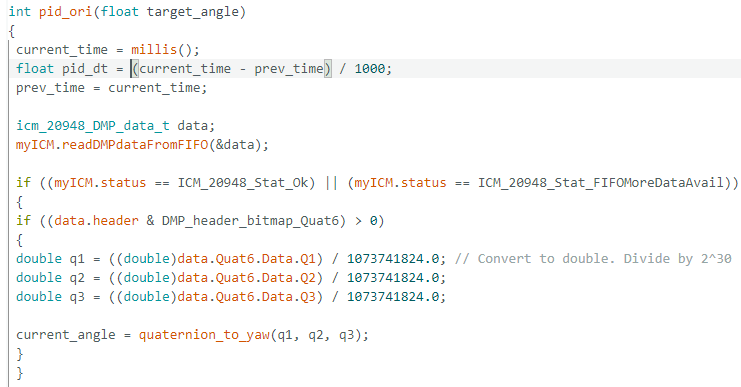 int pid_ori(float target_angle)
{
current_time = millis();
float pid_dt = (current_time - prev_time) / 1000;
prev_time = current_time;
icm_20948_DMP_data_t data;
myICM.readDMPdataFromFIFO(&data);
if ((myICM.status == ICM_20948_Stat_Ok) || (myICM.status == ICM_20948_Stat_FIFOMoreDataAvail))
{
if ((data.header & DMP_header_bitmap_Quat6) > 0)
{
double q1 = ((double)data.Quat6.Data.Q1) / 1073741824.0; // Convert to double. Divide by 2^30
double q2 = ((double)data.Quat6.Data.Q2) / 1073741824.0;
double q3 = ((double)data.Quat6.Data.Q3) / 1073741824.0;
current_angle = quaternion_to_yaw(q1, q2, q3);
}
}